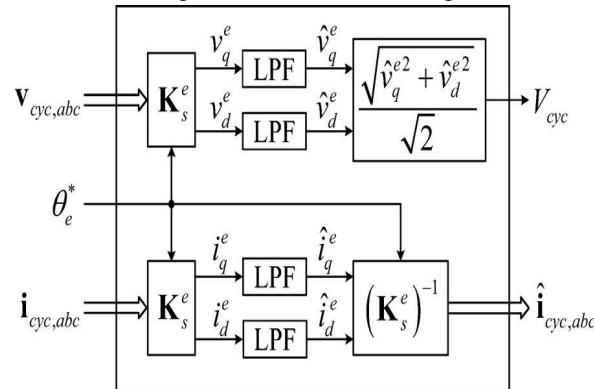 v_q^e LPF v̂_q^e
v_cyc,abc K_s^e √(v̂_q^e2 + v̂_d^e2) / √2 V_cyc
v_d^e LPF v̂_d^e
θ_e^*
i_q^e LPF î_q^e
i_cyc,abc K_s^e (K_s^e)^-1 î_cyc,abc
i_d^e LPF î_d^e